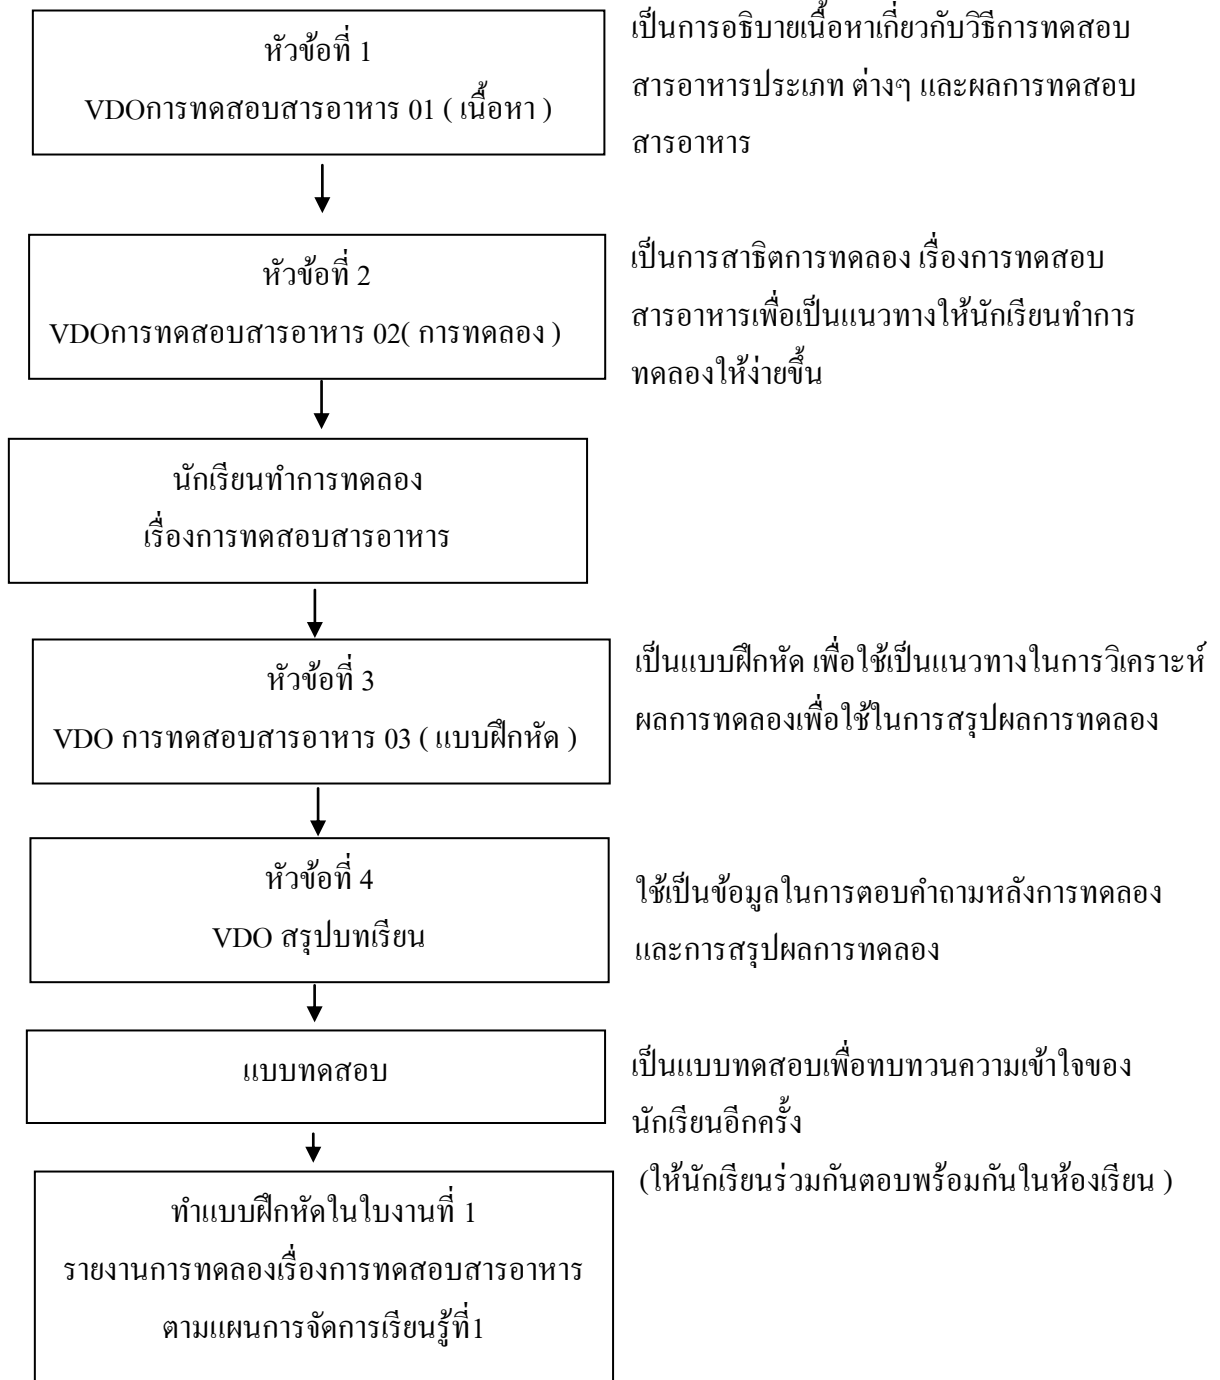 หัวข้อที่ 1
VDOการทดสอบสารอาหาร 01 ( เนื้อหา )
เป็นการอธิบายเนื้อหาเกี่ยวกับวิธีการทดสอบ
สารอาหารประเภท ต่างๆ และผลการทดสอบ
สารอาหาร
หัวข้อที่ 2
VDOการทดสอบสารอาหาร 02( การทดลอง )
เป็นการสาธิตการทดลอง เรื่องการทดสอบ
สารอาหารเพื่อเป็นแนวทางให้นักเรียนทำการ
ทดลองให้ง่ายขึ้น
นักเรียนทำการทดลอง
เรื่องการทดสอบสารอาหาร
หัวข้อที่ 3
VDO การทดสอบสารอาหาร 03 ( แบบฝึกหัด )
เป็นแบบฝึกหัด เพื่อใช้เป็นแนวทางในการวิเคราะห์
ผลการทดลองเพื่อใช้ในการสรุปผลการทดลอง
หัวข้อที่ 4
VDO สรุปบทเรียน
ใช้เป็นข้อมูลในการตอบคำถามหลังการทดลอง
และการสรุปผลการทดลอง
แบบทดสอบ
เป็นแบบทดสอบเพื่อทบทวนความเข้าใจของ
นักเรียนอีกครั้ง
(ให้นักเรียนร่วมกันตอบพร้อมกันในห้องเรียน )
ทำแบบฝึกหัดในใบงานที่ 1
รายงานการทดลองเรื่องการทดสอบสารอาหาร
ตามแผนการจัดการเรียนรู้ที่1